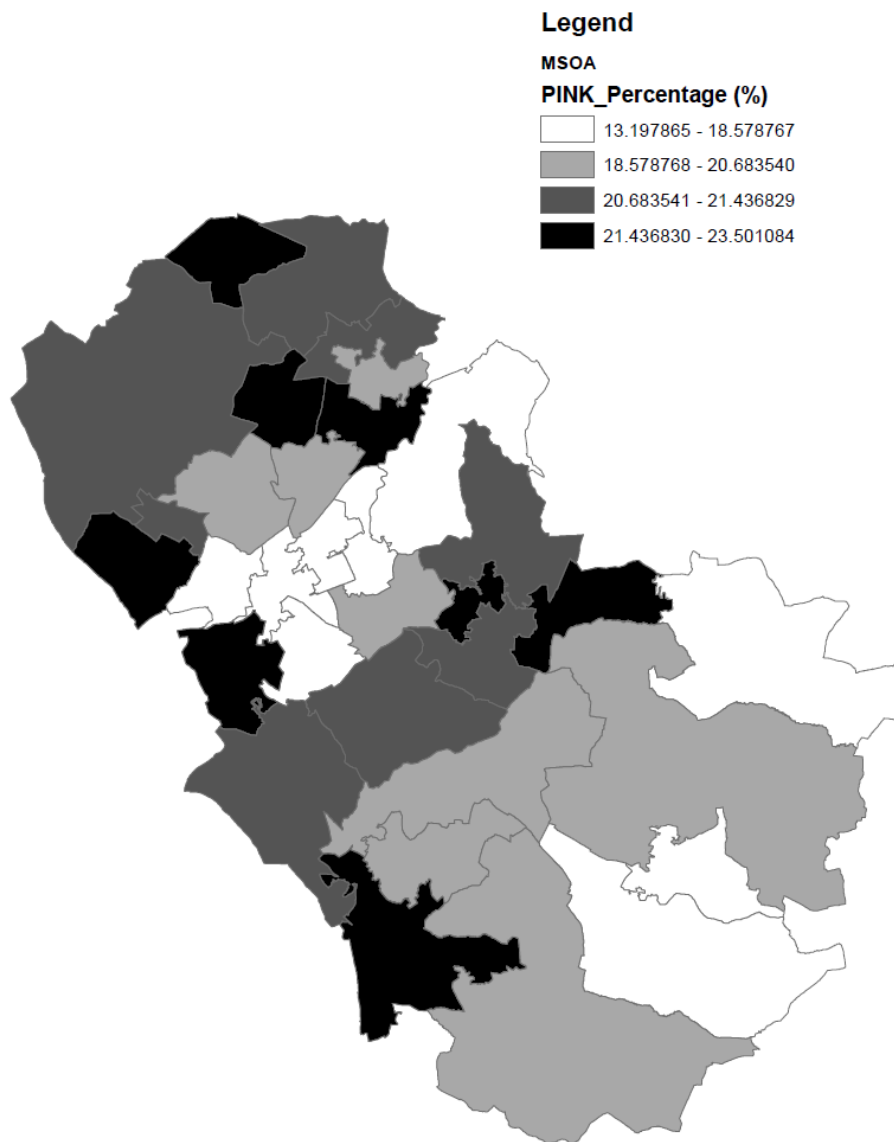 Legend
MSOA
PINK_Percentage (%)
13.197865 - 18.578767
18.578768 - 20.683540
20.683541 - 21.436829
21.436830 - 23.501084